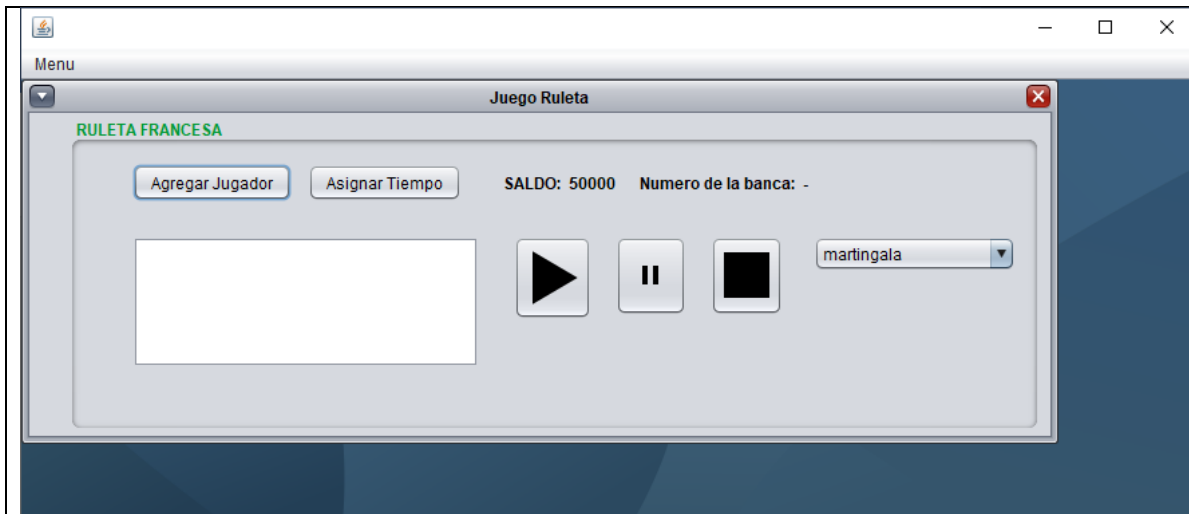 Menu
Juego Ruleta
RULETA FRANCESA
Agregar Jugador
Asignar Tiempo
SALDO: 50000
Numero de la banca: -
martingala